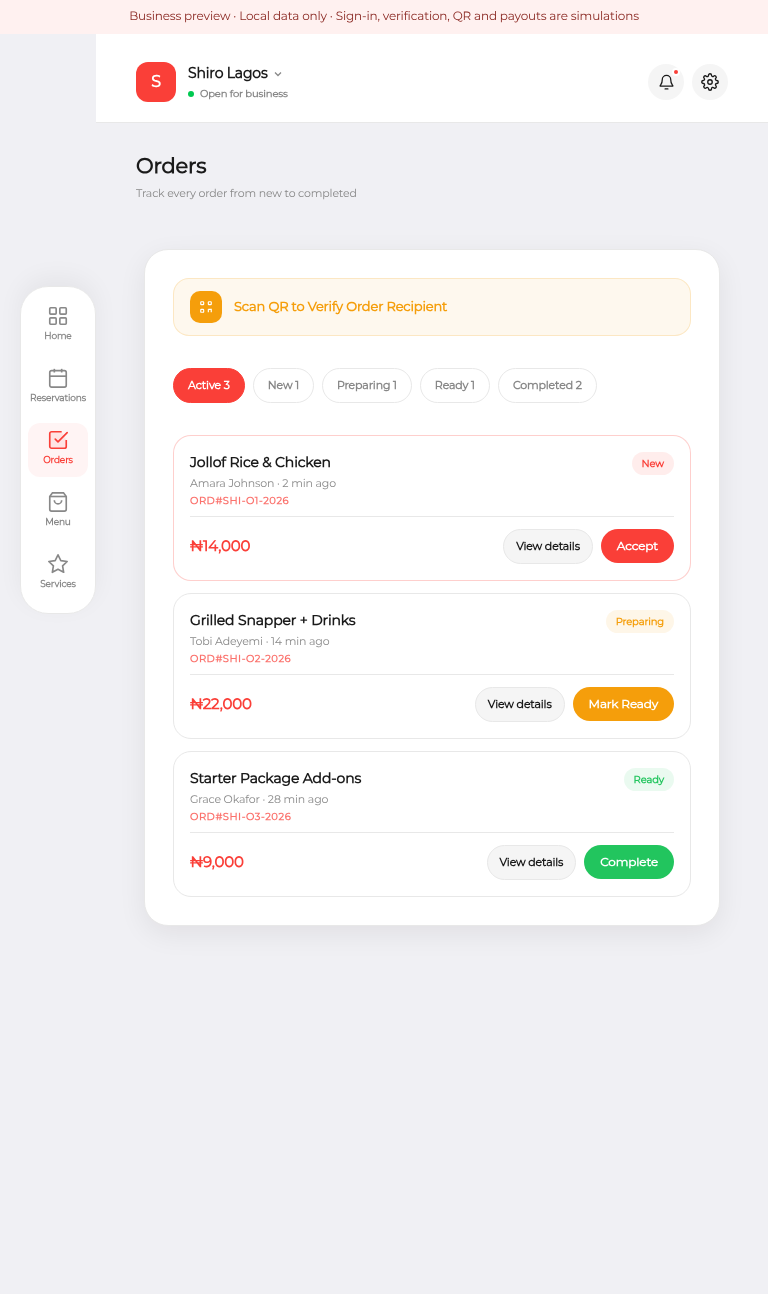 Business preview · Local data only · Sign-in, verification, QR and payouts are simulations
S
Shiro Lagos
Open for business
Orders
Track every order from new to completed
Home
Reservations
Orders
Menu
Services
Scan QR to Verify Order Recipient
Active 3
New 1
Preparing 1
Ready 1
Completed 2
Jollof Rice & Chicken
New
Amara Johnson · 2 min ago
ORD#SHI-O1-2026
₦14,000
View details
Accept
Grilled Snapper + Drinks
Preparing
Tobi Adeyemi · 14 min ago
ORD#SHI-O2-2026
₦22,000
View details
Mark Ready
Starter Package Add-ons
Ready
Grace Okafor · 28 min ago
ORD#SHI-O3-2026
₦9,000
View details
Complete